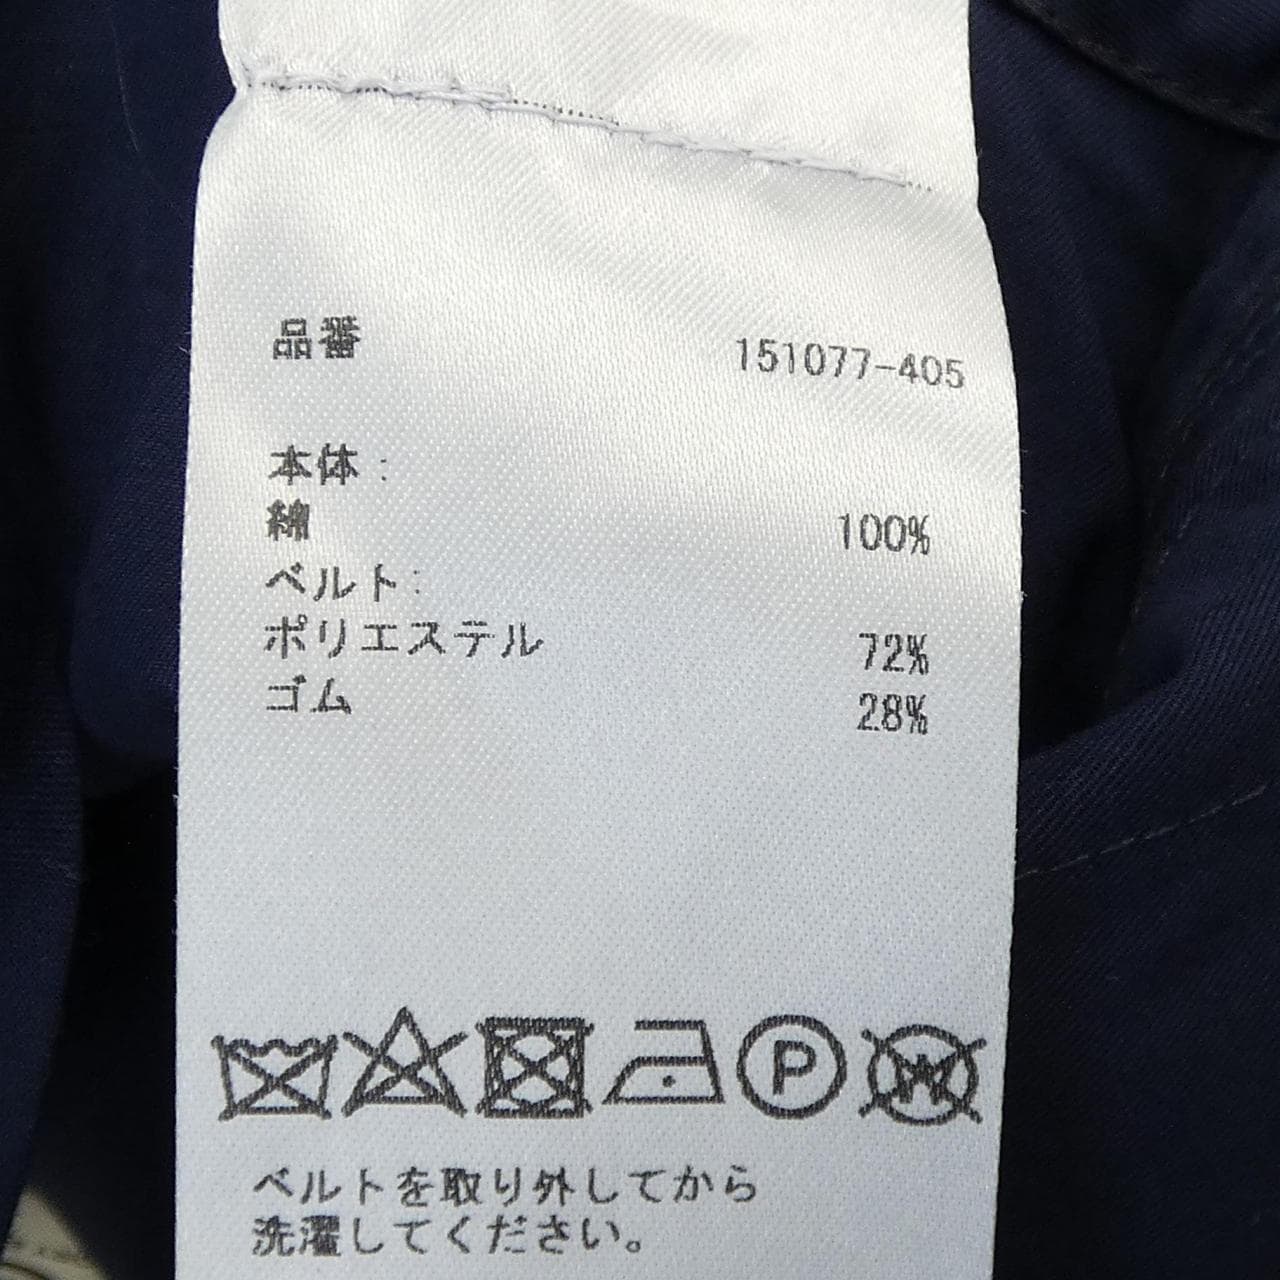 品番 151077-405
本体:
綿 100%
ベルト:
ポリエステル 72%
ゴム 28%
P W
ベルトを取り外してから
洗濯してください。